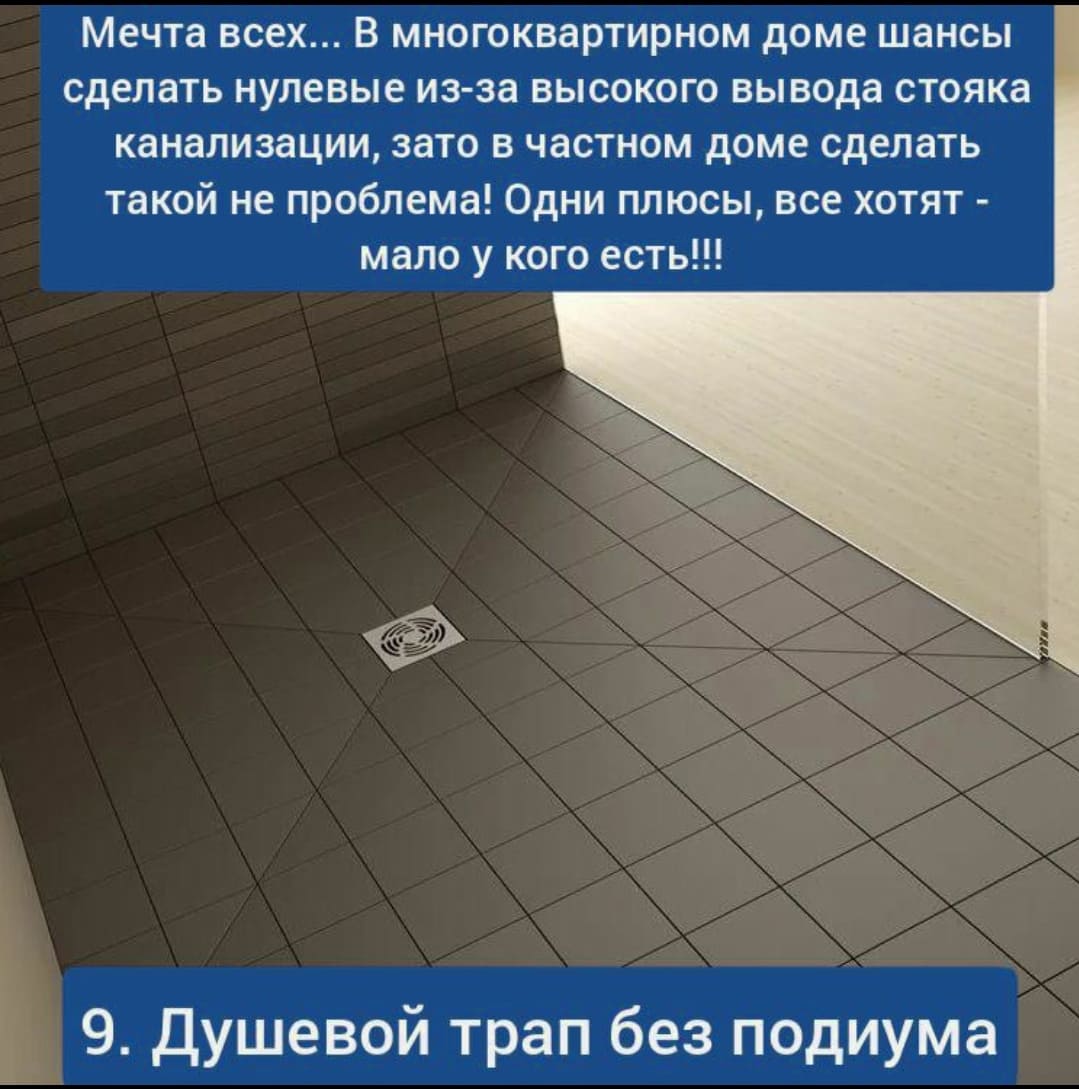 Мечта всех... В многоквартирном доме шансы
сделать нулевые из-за высокого вывода стояка
канализации, зато в частном доме сделать
такой не проблема! Одни плюсы, все хотят -
мало у кого есть!!!
9. Душевой трап без подиума